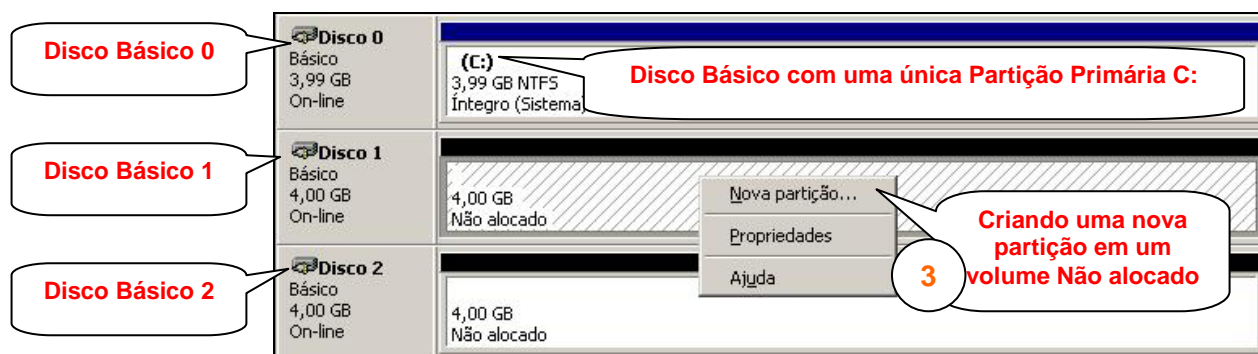 Disco Básico 0
Disco 0
Básico
3,99 GB
On-line
(C:)
3,99 GB NTFS
Íntegro (Sistema)
Disco Básico com uma única Partição Primária C:
Disco Básico 1
Disco 1
Básico
4,00 GB
On-line
4,00 GB
Não alocado
Nova partição...
Propriedades
Ajuda
Criando uma nova
partição em um
volume Não alocado
3
Disco Básico 2
Disco 2
Básico
4,00 GB
On-line
4,00 GB
Não alocado